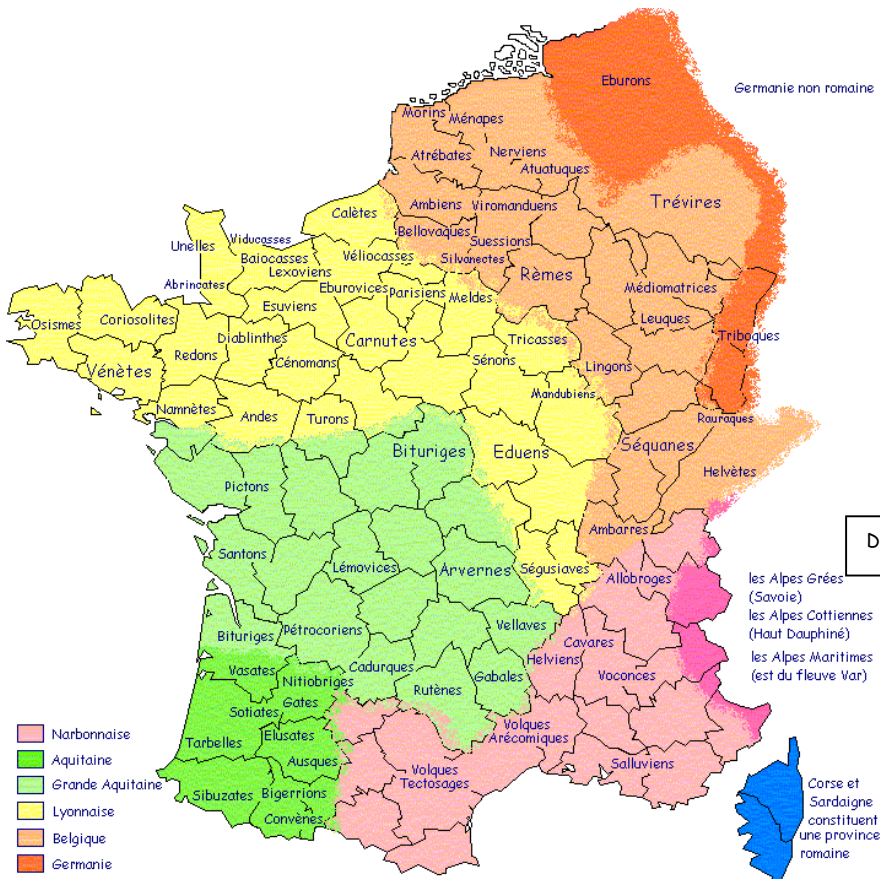 Eburons
Germanie non romaine
Morins
Ménapes
Nerviens
Atrébates
Atuatuques
Trévires
Ambiens
Viromanduens
Calètes
Bellovaques
Suessions
Unelles
Viducasses
Baiocasses
Véliocasses
Silvanectes
Lexoviens
Rèmes
Abrincates
Eburovices
Parisiens
Meldes
Médiomatrices
Esuviens
Leuques
Osismes
Coriosolites
Diablinthes
Carnutes
Tricasses
Triboques
Redons
Cénomans
Sénons
Lingons
Vénètes
Mandubiens
Namnètes
Andes
Turons
Rauraques
Bituriges
Eduens
Séquanes
Helvètes
Pictons
Ambarres
D
Santons
Lémovices
Arvernes
Ségusiaves
Allobroges
les Alpes Grées
(Savoie)
les Alpes Cottiennes
(Haut Dauphiné)
les Alpes Maritimes
(est du fleuve Var)
Bituriges
Pétrocoriens
Vellaves
Cavares
Helviens
Vasates
Cadurques
Gabales
Voconces
Nitiobriges
Rutènes
Gates
Sotiates
Volques
Arécomiques
Elusates
Tarbelles
Ausques
Salluviens
Volques
Tectosages
Sibuzates
Bigerrions
Convènes
Narbonnaise
Aquitaine
Grande Aquitaine
Lyonnaise
Belgique
Germanie
Corse et
Sardaigne
constituent
une province
romaine